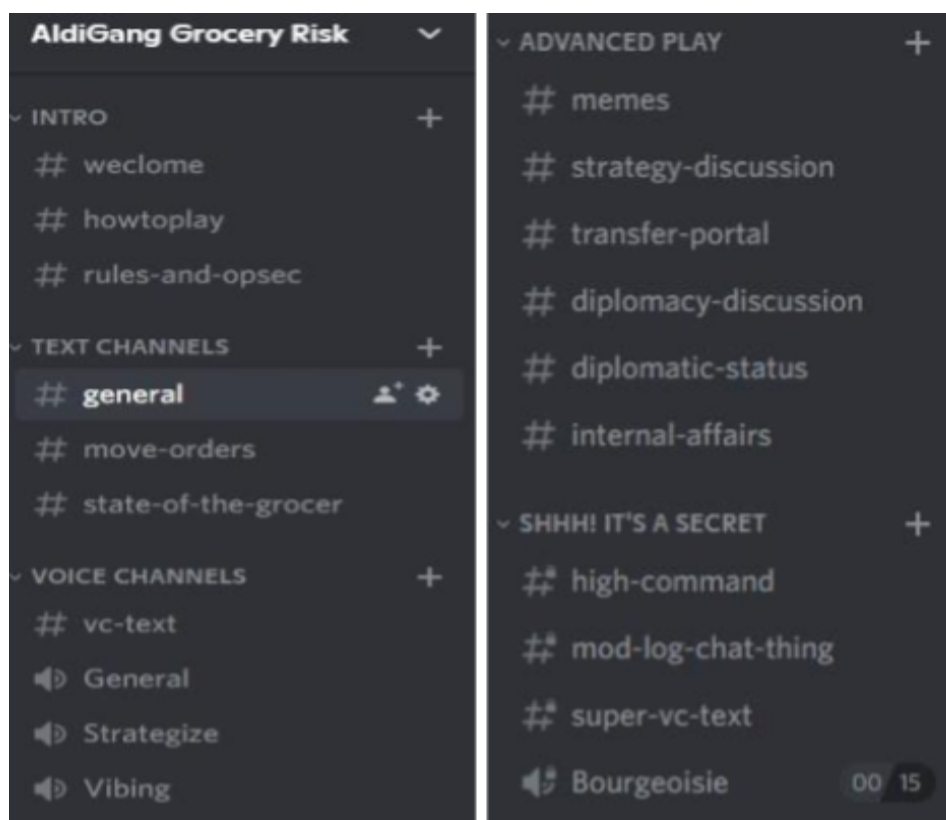 AldiGang Grocery Risk
INTRO
# weclome
# howtoplay
# rules-and-opsec
TEXT CHANNELS
# general
# move-orders
# state-of-the-grocer
VOICE CHANNELS
# vc-text
General
Strategize
Vibing
ADVANCED PLAY
# memes
# strategy-discussion
# transfer-portal
# diplomacy-discussion
# diplomatic-status
# internal-affairs
SHHH! IT'S A SECRET
# high-command
# mod-log-chat-thing
# super-vc-text
Bourgeoisie 00 15